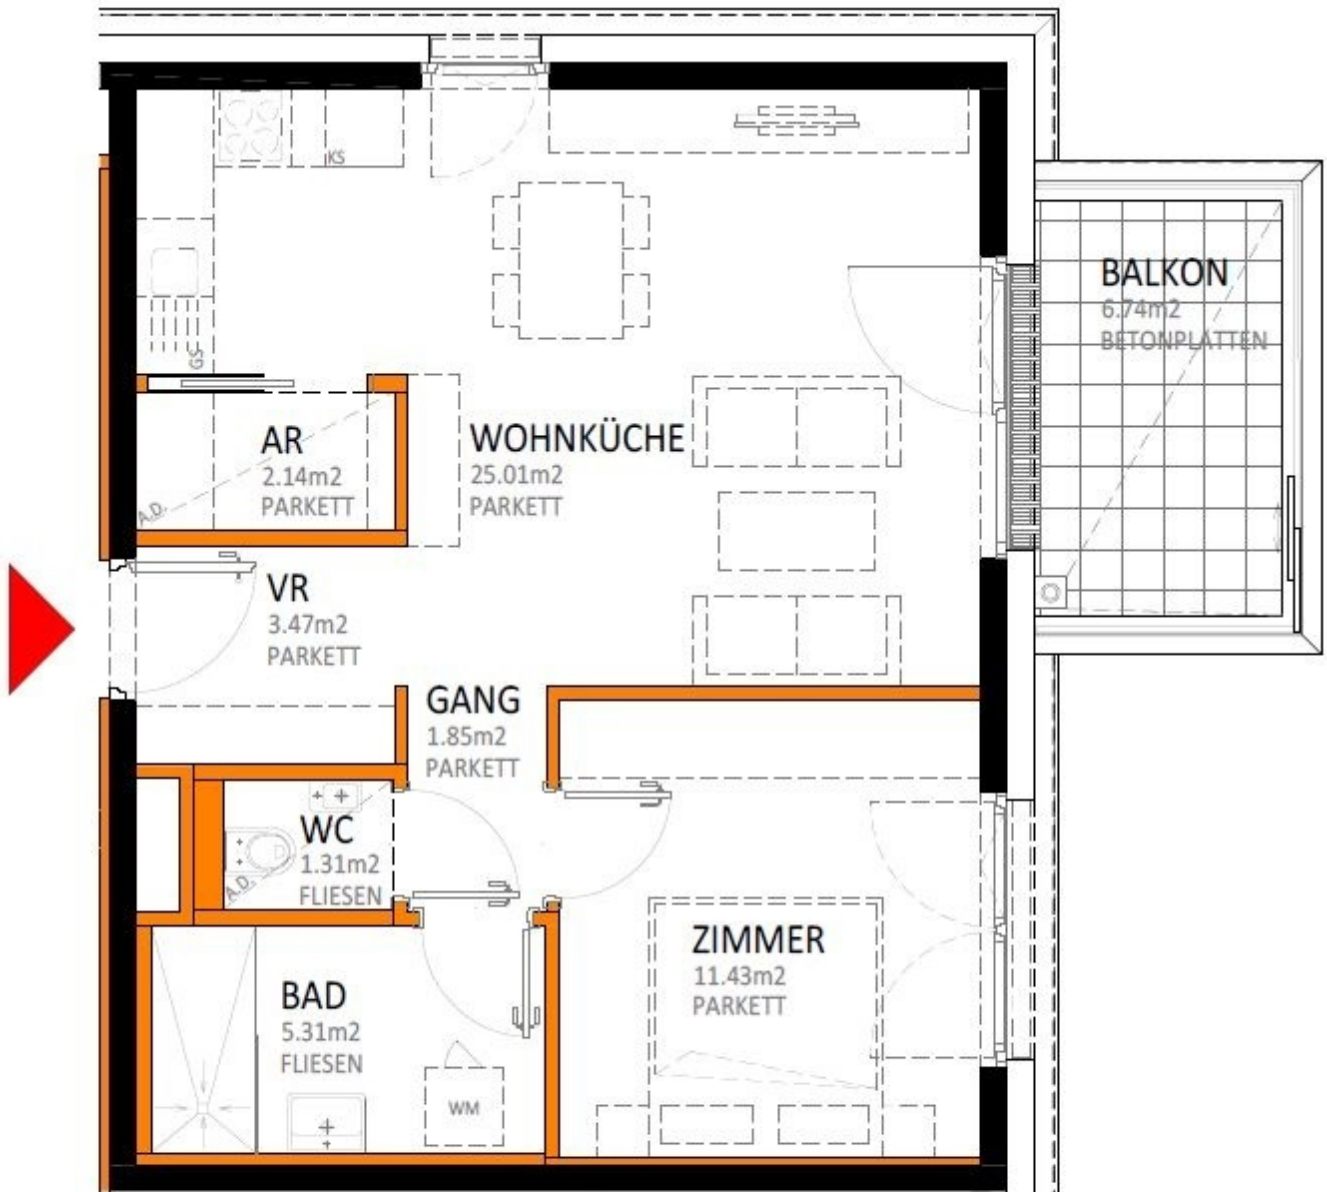 KS
BALKON
6.74m2
BETONPLATTEN
GS
AR
2.14m2
PARKETT
A.D.
WOHNKÜCHE
25.01m2
PARKETT
VR
3.47m2
PARKETT
GANG
1.85m2
PARKETT
WC
1.31m2
FLIESEN
A.D.
ZIMMER
11.43m2
PARKETT
BAD
5.31m2
FLIESEN
WM